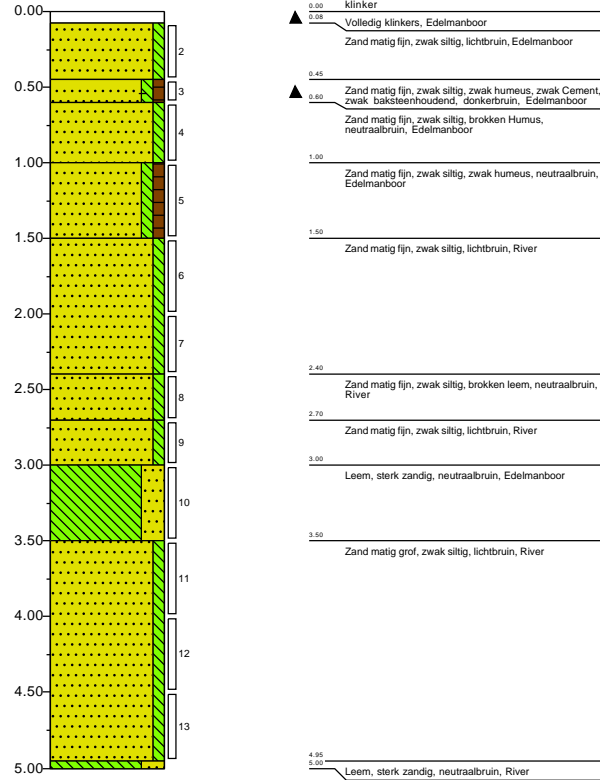 0.00
0.50
1.00
1.50
2.00
2.50
3.00
3.50
4.00
4.50
5.00
2
3
4
5
6
7
8
9
10
11
12
13
0.00
klinker
0.08
Volledig klinkers, Edelmanboor
Zand matig fijn, zwak siltig, lichtbruin, Edelmanboor
0.45
Zand matig fijn, zwak siltig, zwak humeus, zwak Cement,
zwak baksteenhoudend, donkerbruin, Edelmanboor
0.60
Zand matig fijn, zwak siltig, brokken Humus,
neutraalbruin, Edelmanboor
1.00
Zand matig fijn, zwak siltig, zwak humeus, neutraalbruin,
Edelmanboor
1.50
Zand matig fijn, zwak siltig, lichtbruin, River
2.40
Zand matig fijn, zwak siltig, brokken leem, neutraalbruin,
River
2.70
Zand matig fijn, zwak siltig, lichtbruin, River
3.00
Leem, sterk zandig, neutraalbruin, Edelmanboor
3.50
Zand matig grof, zwak siltig, lichtbruin, River
4.95
5.00
Leem, sterk zandig, neutraalbruin, River